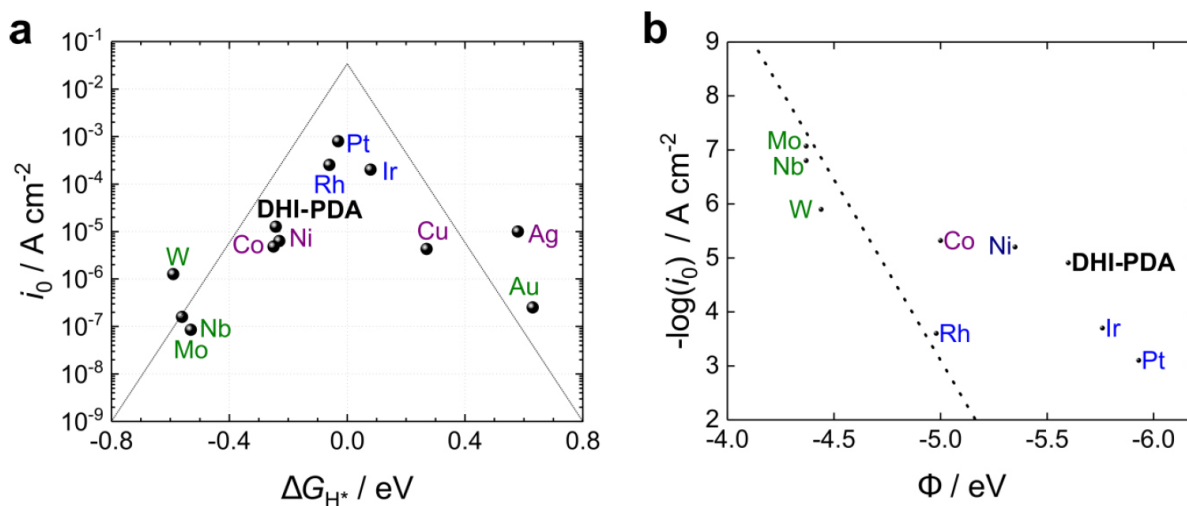 a
10⁻¹
10⁻²
10⁻³
10⁻⁴
10⁻⁵
10⁻⁶
10⁻⁷
10⁻⁸
10⁻⁹
i₀ / A cm⁻²
Pt
Rh
Ir
DHI-PDA
Co
Ni
Cu
Ag
W
Au
Nb
Mo
-0.8
-0.4
0.0
0.4
0.8
ΔG_H* / eV
b
9
8
7
6
5
4
3
2
-log(i₀) / A cm⁻²
Mo
Nb
W
Co
Ni
DHI-PDA
Rh
Ir
Pt
-4.0
-4.5
-5.0
-5.5
-6.0
Φ / eV